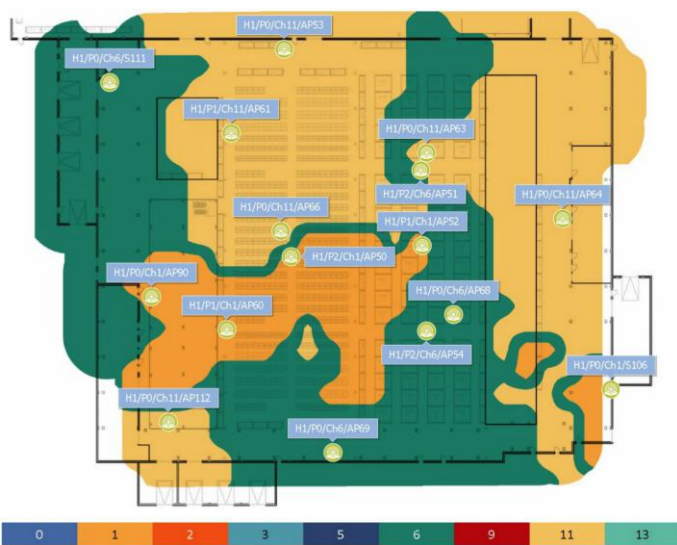 H1/P0/Ch11/AP53
H1/P0/Ch6/S111
H1/P1/Ch11/AP61
H1/P0/Ch11/AP63
H1/P2/Ch6/AP51
H1/P0/Ch11/AP64
H1/P0/Ch11/AP66
H1/P1/Ch1/AP52
H1/P2/Ch1/AP50
H1/P0/Ch1/AP90
H1/P0/Ch6/AP68
H1/P1/Ch1/AP60
H1/P2/Ch6/AP54
H1/P0/Ch1/S106
H1/P0/Ch11/AP112
H1/P0/Ch6/AP69
0 1 2 3 5 6 9 11 13